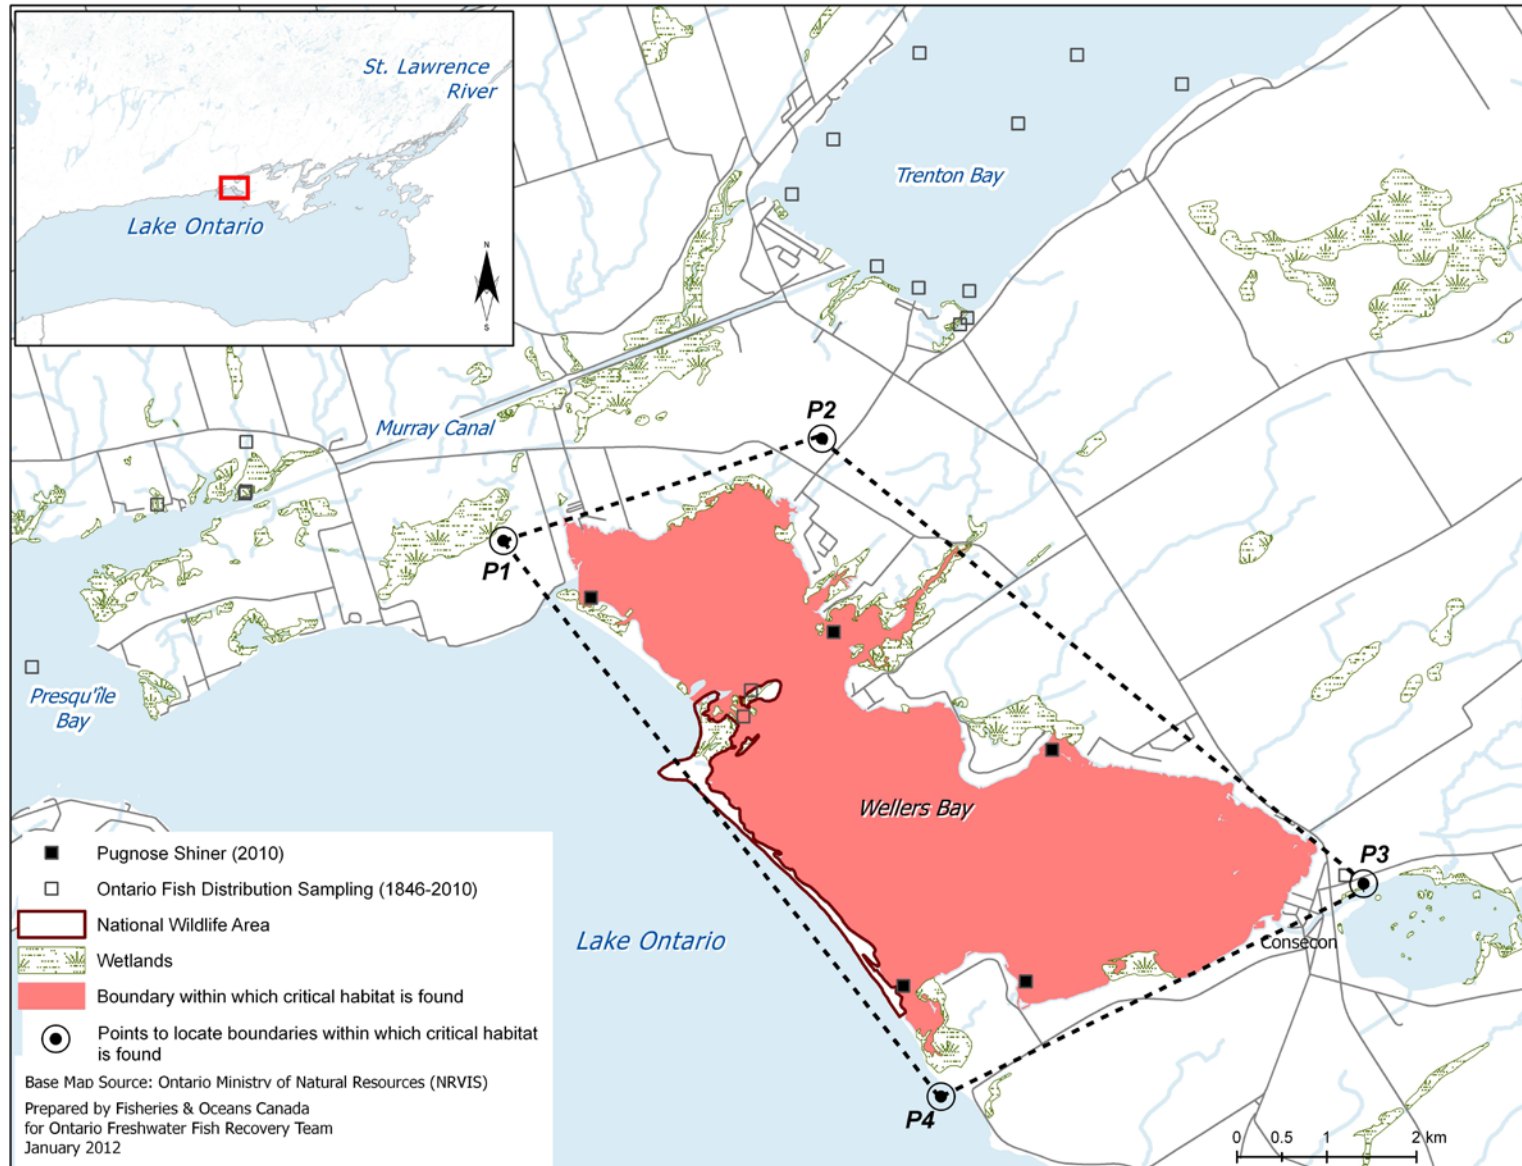 St. Lawrence
River
Lake Ontario
N
S
Trenton Bay
Murray Canal
P2
P1
Presqu'île
Bay
Wellers Bay
P3
Consecon
Lake Ontario
P4
Pugnose Shiner (2010)
Ontario Fish Distribution Sampling (1846-2010)
National Wildlife Area
Wetlands
Boundary within which critical habitat is found
Points to locate boundaries within which critical habitat
is found
Base Map Source: Ontario Ministry of Natural Resources (NRVIS)
Prepared by Fisheries & Oceans Canada
for Ontario Freshwater Fish Recovery Team
January 2012
0 0.5 1 2 km